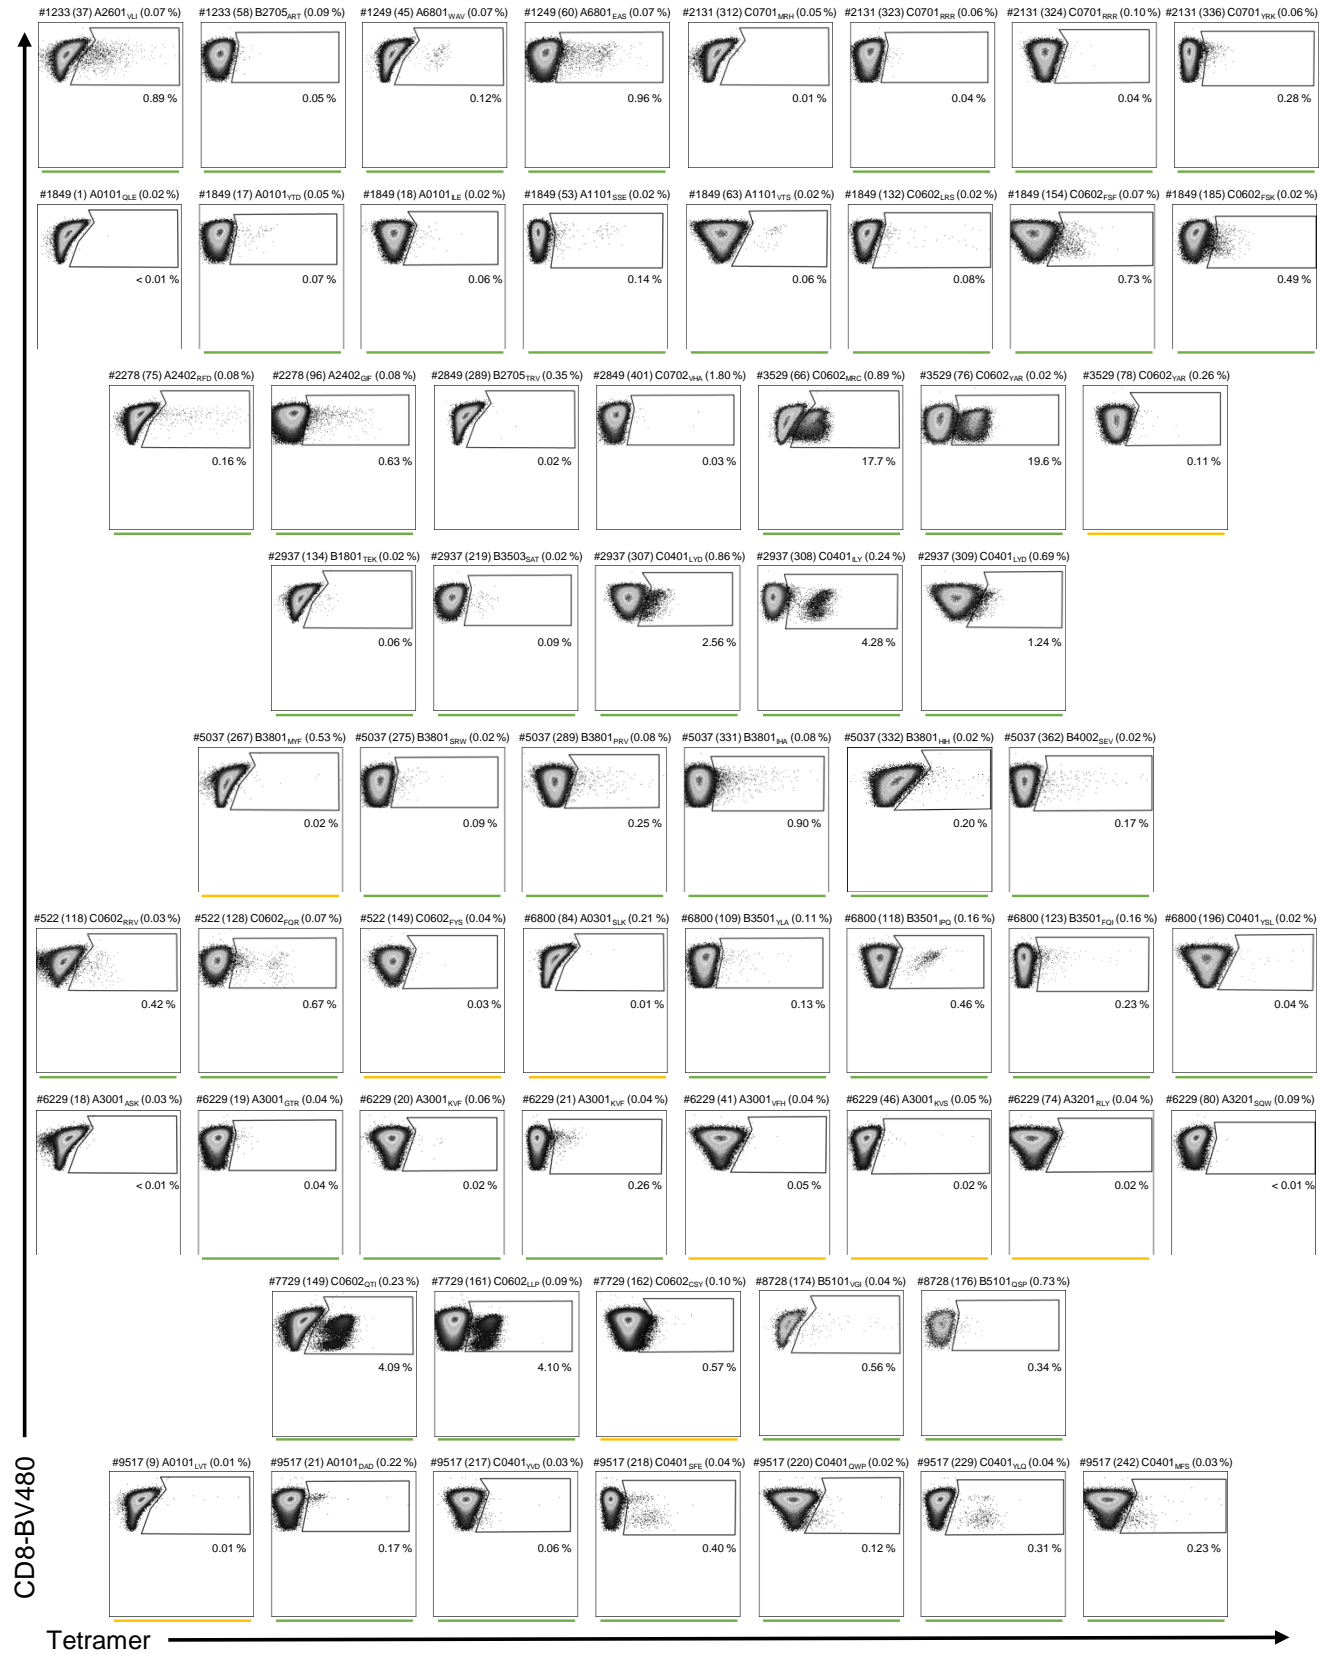 #1233 (37) A2601VLI (0.07 %) #1233 (58) B2705ART (0.09 %) #1249 (45) A6801WAV (0.07 %) #1249 (60) A6801EAS (0.07 %) #2131 (312) C0701MRH (0.05 %) #2131 (323) C0701RRR (0.06 %) #2131 (324) C0701RRR (0.10 %) #2131 (336) C0701YRK (0.06 %)
0.89 % 0.05 % 0.12% 0.96 % 0.01 % 0.04 % 0.04 % 0.28 %
#1849 (1) A0101QLE (0.02 %) #1849 (17) A0101YTD (0.05 %) #1849 (18) A0101ILE (0.02 %) #1849 (53) A1101SSE (0.02 %) #1849 (63) A1101VTS (0.02 %) #1849 (132) C0602LRS (0.02 %) #1849 (154) C0602FSF (0.07 %) #1849 (185) C0602FSK (0.02 %)
< 0.01 % 0.07 % 0.06 % 0.14 % 0.06 % 0.08% 0.73 % 0.49 %
#2278 (75) A2402RFD (0.08 %) #2278 (96) A2402GIF (0.08 %) #2849 (289) B2705TRV (0.35 %) #2849 (401) C0702VHA (1.80 %) #3529 (66) C0602MRC (0.89 %) #3529 (76) C0602YAR (0.02 %) #3529 (78) C0602YAR (0.26 %)
0.16 % 0.63 % 0.02 % 0.03 % 17.7 % 19.6 % 0.11 %
#2937 (134) B1801TEK (0.02 %) #2937 (219) B3503SAT (0.02 %) #2937 (307) C0401LYD (0.86 %) #2937 (308) C0401ILY (0.24 %) #2937 (309) C0401LYD (0.69 %)
0.06 % 0.09 % 2.56 % 4.28 % 1.24 %
#5037 (267) B3801MYF (0.53 %) #5037 (275) B3801SRW (0.02 %) #5037 (289) B3801PRV (0.08 %) #5037 (331) B3801IHA (0.08 %) #5037 (332) B3801HIH (0.02 %) #5037 (362) B4002SEV (0.02 %)
0.02 % 0.09 % 0.25 % 0.90 % 0.20 % 0.17 %
#522 (118) C0602RRV (0.03 %) #522 (128) C0602FQR (0.07 %) #522 (149) C0602FYS (0.04 %) #6800 (84) A0301SLK (0.21 %) #6800 (109) B3501YLA (0.11 %) #6800 (118) B3501IPQ (0.16 %) #6800 (123) B3501FQI (0.16 %) #6800 (196) C0401YSL (0.02 %)
0.42 % 0.67 % 0.03 % 0.01 % 0.13 % 0.46 % 0.23 % 0.04 %
#6229 (18) A3001ASK (0.03 %) #6229 (19) A3001GTR (0.04 %) #6229 (20) A3001KVF (0.06 %) #6229 (21) A3001KVF (0.04 %) #6229 (41) A3001VFH (0.04 %) #6229 (46) A3001KVS (0.05 %) #6229 (74) A3201RLY (0.04 %) #6229 (80) A3201SQW (0.09 %)
< 0.01 % 0.04 % 0.02 % 0.26 % 0.05 % 0.02 % 0.02 % < 0.01 %
#7729 (149) C0602QTI (0.23 %) #7729 (161) C0602LLP (0.09 %) #7729 (162) C0602CSY (0.10 %) #8728 (174) B5101VGI (0.04 %) #8728 (176) B5101QSP (0.73 %)
4.09 % 4.10 % 0.57 % 0.56 % 0.34 %
#9517 (9) A0101LVT (0.01 %) #9517 (21) A0101DAD (0.22 %) #9517 (217) C0401YVD (0.03 %) #9517 (218) C0401SFE (0.04 %) #9517 (220) C0401QWP (0.02 %) #9517 (229) C0401YLQ (0.04 %) #9517 (242) C0401MFS (0.03 %)
0.01 % 0.17 % 0.06 % 0.40 % 0.12 % 0.31 % 0.23 %
CD8-BV480
Tetramer